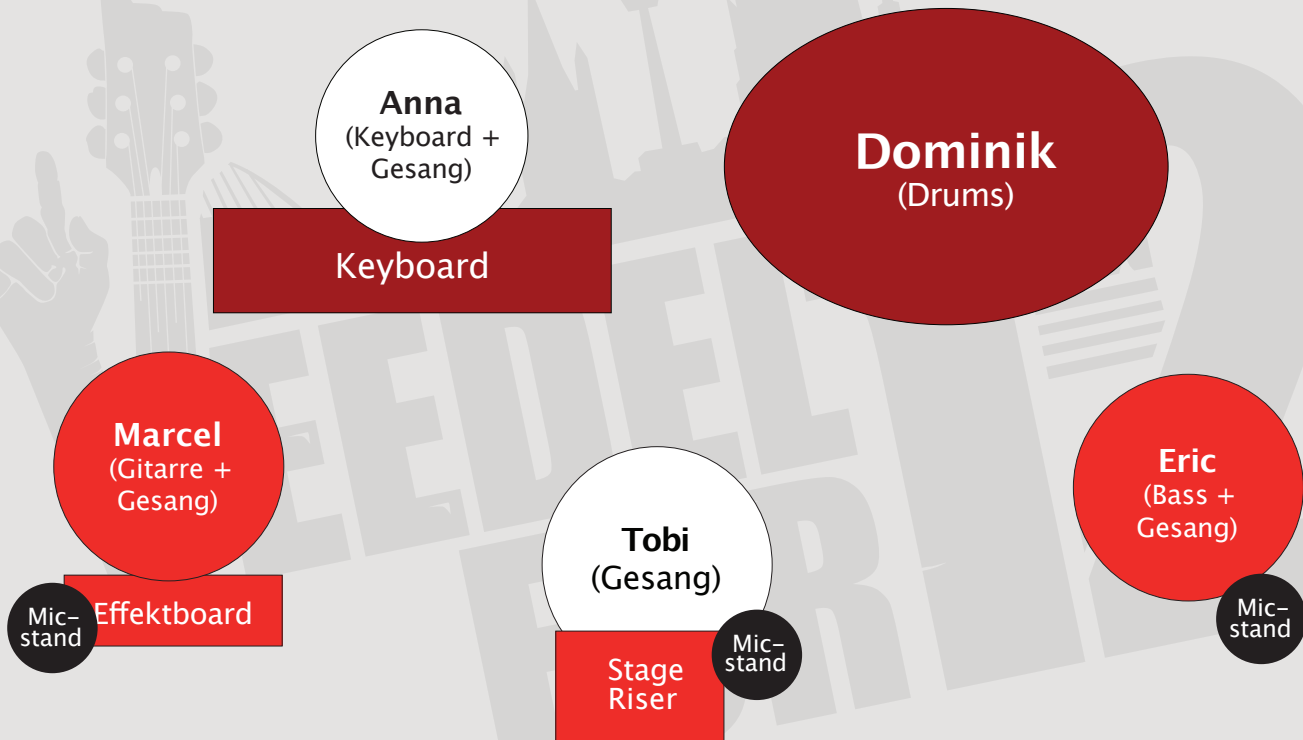 Anna
(Keyboard +
Gesang)
Keyboard
Dominik
(Drums)
Marcel
(Gitarre +
Gesang)
Mic-
stand
Effektboard
Tobi
(Gesang)
Stage
Riser
Mic-
stand
Eric
(Bass +
Gesang)
Mic-
stand